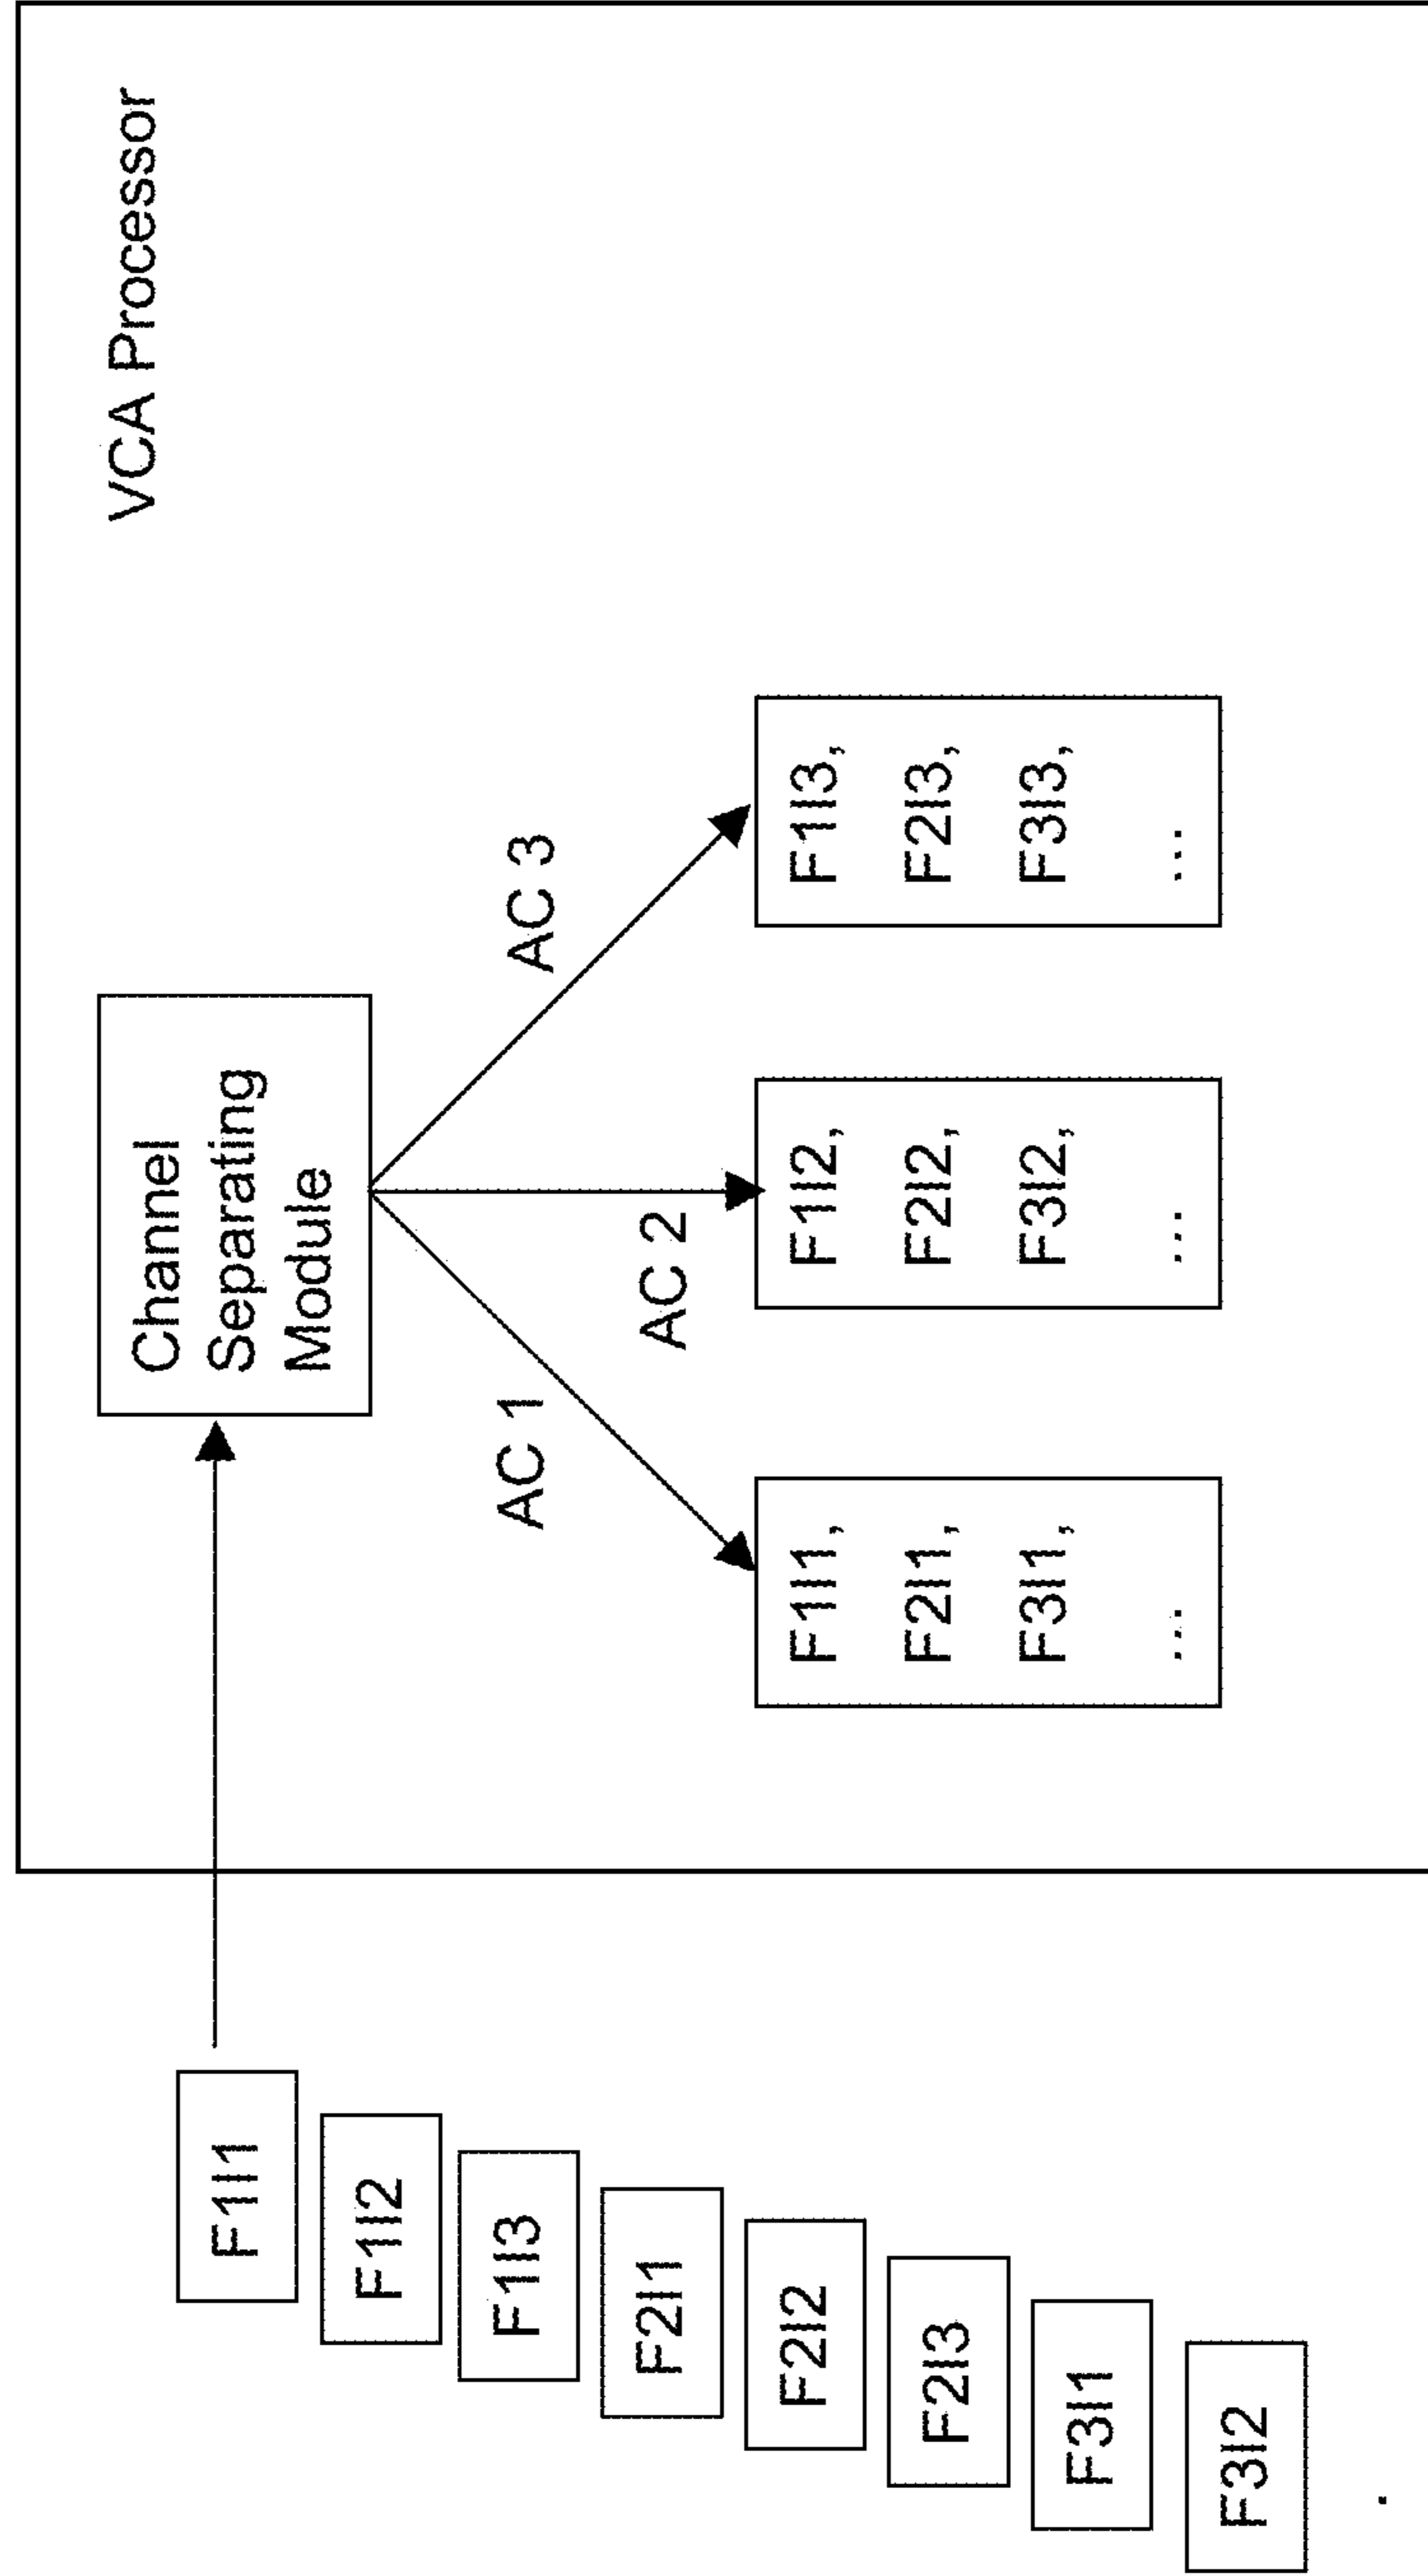 VCA Processor
Channel
Separating
Module
AC 1
AC 2
AC 3
F1I1,
F2I1,
F3I1,
...
F1I2,
F2I2,
F3I2,
...
F1I3,
F2I3,
F3I3,
...
F1I1
F1I2
F1I3
F2I1
F2I2
F2I3
F3I1
F3I2
.